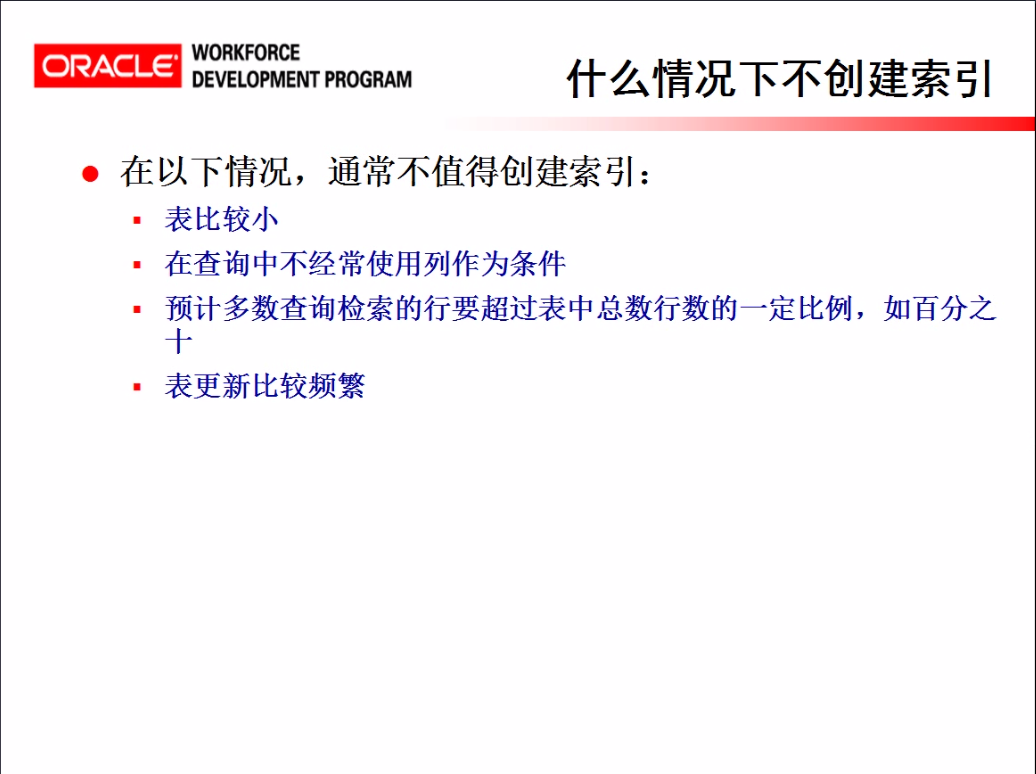 ORACLE WORKFORCE
DEVELOPMENT PROGRAM
什么情况下不创建索引
在以下情况，通常不值得创建索引：
表比较小
在查询中不经常使用列作为条件
预计多数查询检索的行要超过表中总数行数的一定比例，如百分之
十
表更新比较频繁